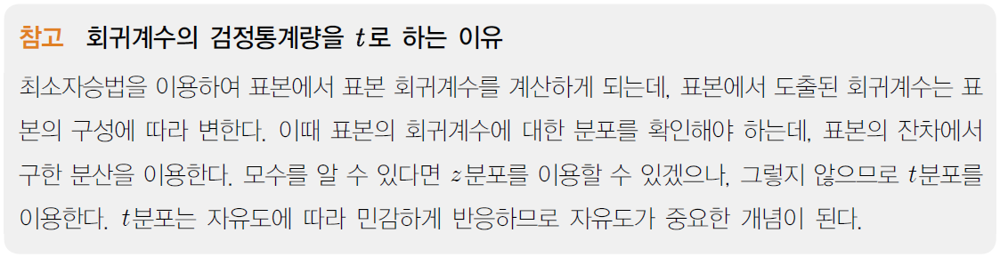 참고 회귀계수의 검정통계량을 t로 하는 이유
최소자승법을 이용하여 표본에서 표본 회귀계수를 계산하게 되는데, 표본에서 도출된 회귀계수는 표
본의 구성에 따라 변한다. 이때 표본의 회귀계수에 대한 분포를 확인해야 하는데, 표본의 잔차에서
구한 분산을 이용한다. 모수를 알 수 있다면 z분포를 이용할 수 있겠으나, 그렇지 않으므로 t분포를
이용한다. t분포는 자유도에 따라 민감하게 반응하므로 자유도가 중요한 개념이 된다.